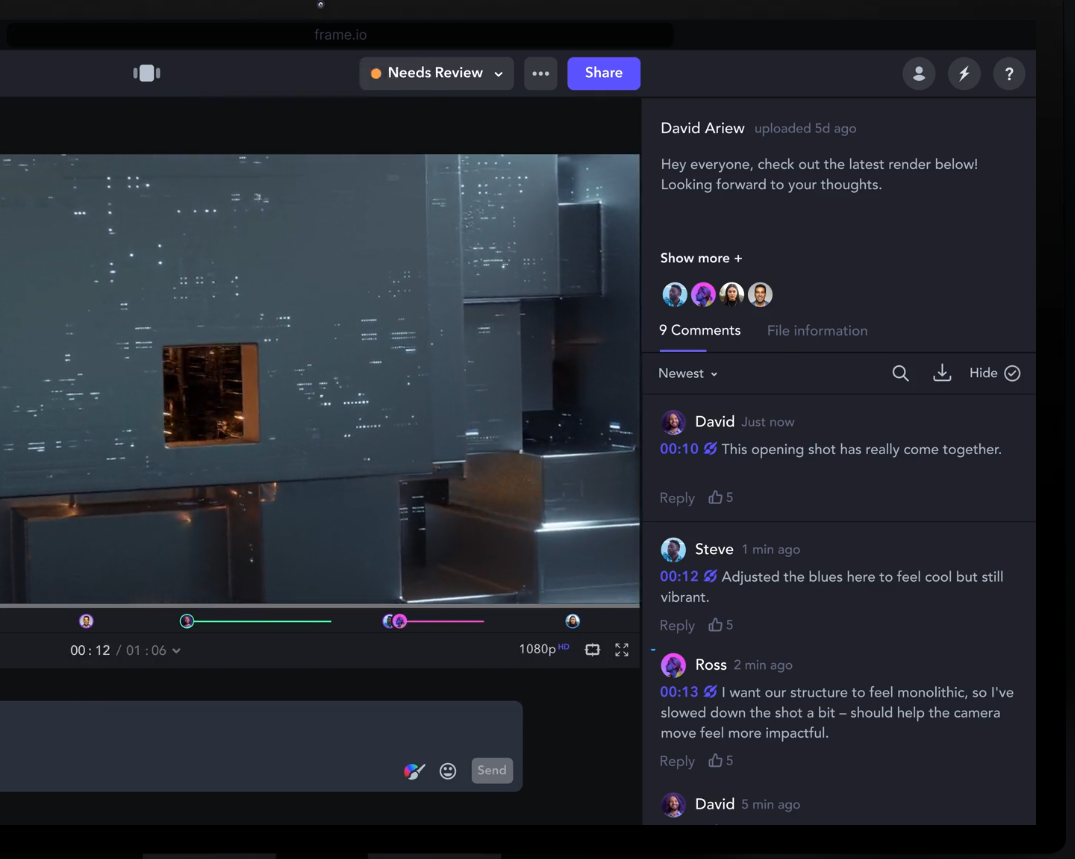 frame.io
Needs Review
Share
?
David Ariew uploaded 5d ago
Hey everyone, check out the latest render below!
Looking forward to your thoughts.
Show more +
9 Comments File information
Newest
Hide
David Just now
00:10 This opening shot has really come together.
Reply 5
Steve 1 min ago
00:12 Adjusted the blues here to feel cool but still
vibrant.
Reply 5
Ross 2 min ago
00:13 I want our structure to feel monolithic, so I've
slowed down the shot a bit – should help the camera
move feel more impactful.
Reply 5
David 5 min ago
00:12 / 01:06
1080p HD
Send